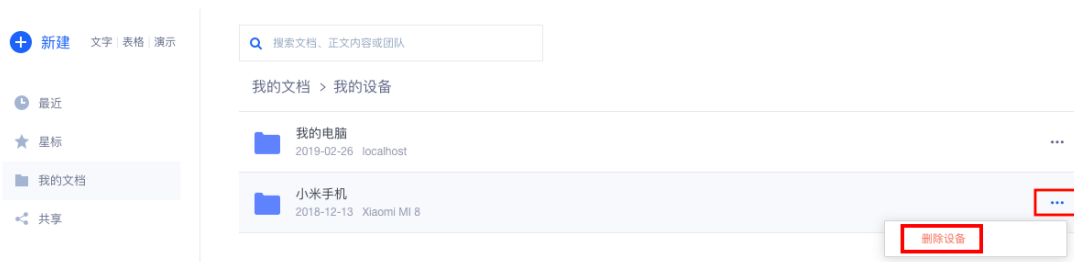 新建 文字 表格 演示
搜索文档、正文内容或团队
我的文档 > 我的设备
最近
星标
我的文档
共享
我的电脑
2019-02-26 localhost
...
小米手机
2018-12-13 Xiaomi MI 8
...
删除设备